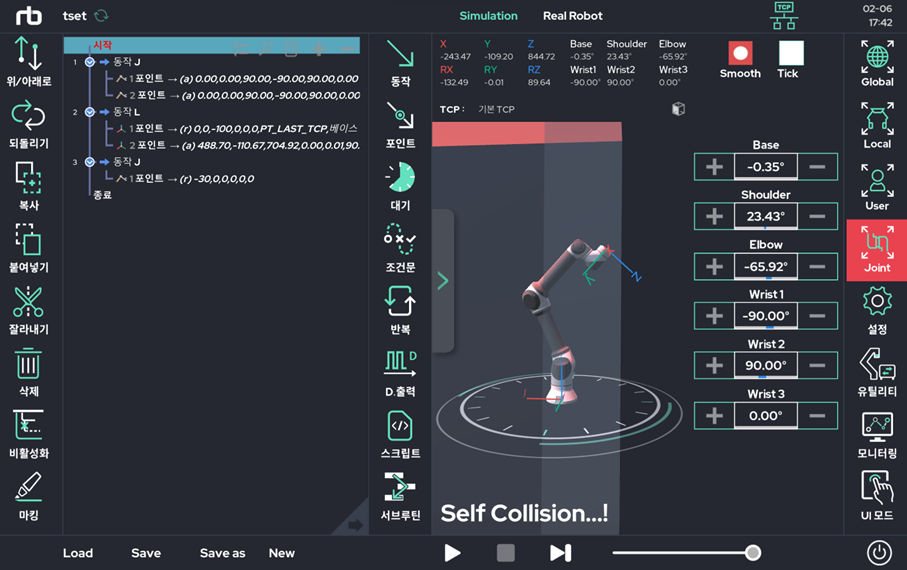 rb
tset
Simulation
Real Robot
TCP
02-06
17:42
위/아래로
되돌리기
복사
붙여넣기
잘라내기
삭제
비활성화
마킹
시작
1 동작 J
1 포인트 → (a) 0.00,0.00,90.00,-90.00,90.00,0.00
2 포인트 → (a) 0.00,0.00,90.00,-90.00,90.00,0.00
2 동작 L
1 포인트 → (r) 0,0,-100,0,0,0,PT_LAST_TCP,베이스
2 포인트 → (a) 488.70,-110.67,704.92,0.00,0.01,90.
3 동작 J
1 포인트 → (r) -30,0,0,0,0,0
종료
동작
포인트
대기
조건문
반복
D
D.출력
스크립트
서브루틴
X Y Z Base Shoulder Elbow
-243.47 -109.20 844.72 -0.35° 23.43° -65.92°
RX RY RZ Wrist1 Wrist2 Wrist3
-132.49 -0.01 89.64 -90.00° 90.00° 0.00°
Smooth
Tick
TCP : 기본 TCP
Z
Y
Base
-0.35°
Shoulder
23.43°
Elbow
-65.92°
Wrist 1
-90.00°
Wrist 2
90.00°
Wrist 3
0.00°
Self Collision...!
Global
Local
User
Joint
설정
유틸리티
모니터링
UI 모드
Load
Save
Save as
New